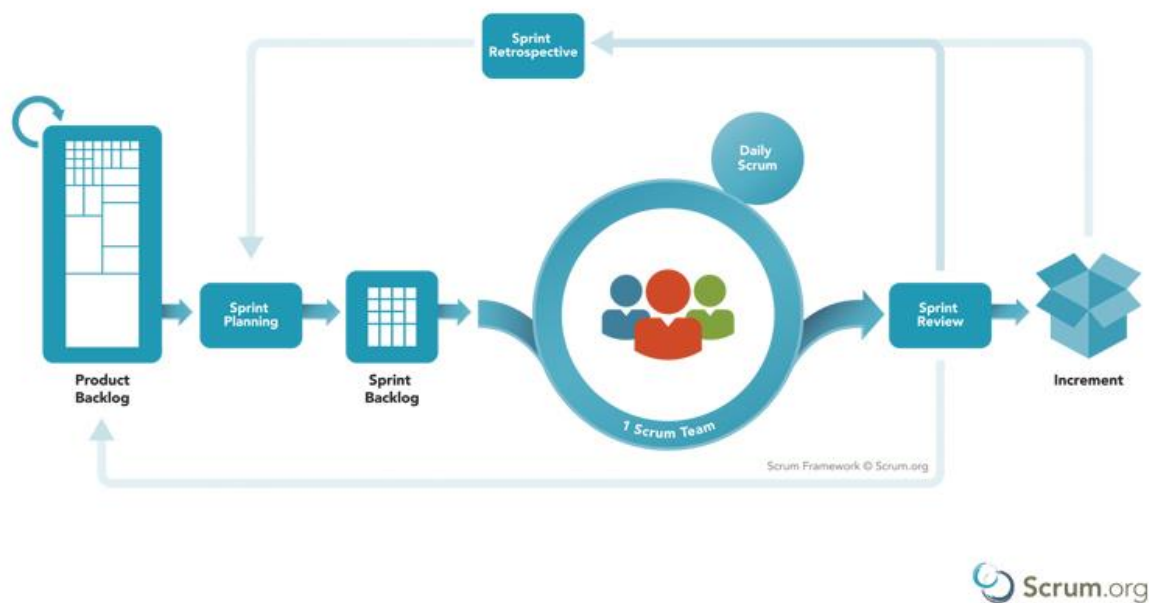 Sprint
Retrospective
Daily
Scrum
Sprint
Planning
Sprint
Review
Product
Backlog
Sprint
Backlog
Increment
1 Scrum Team
Scrum Framework © Scrum.org
Scrum.org